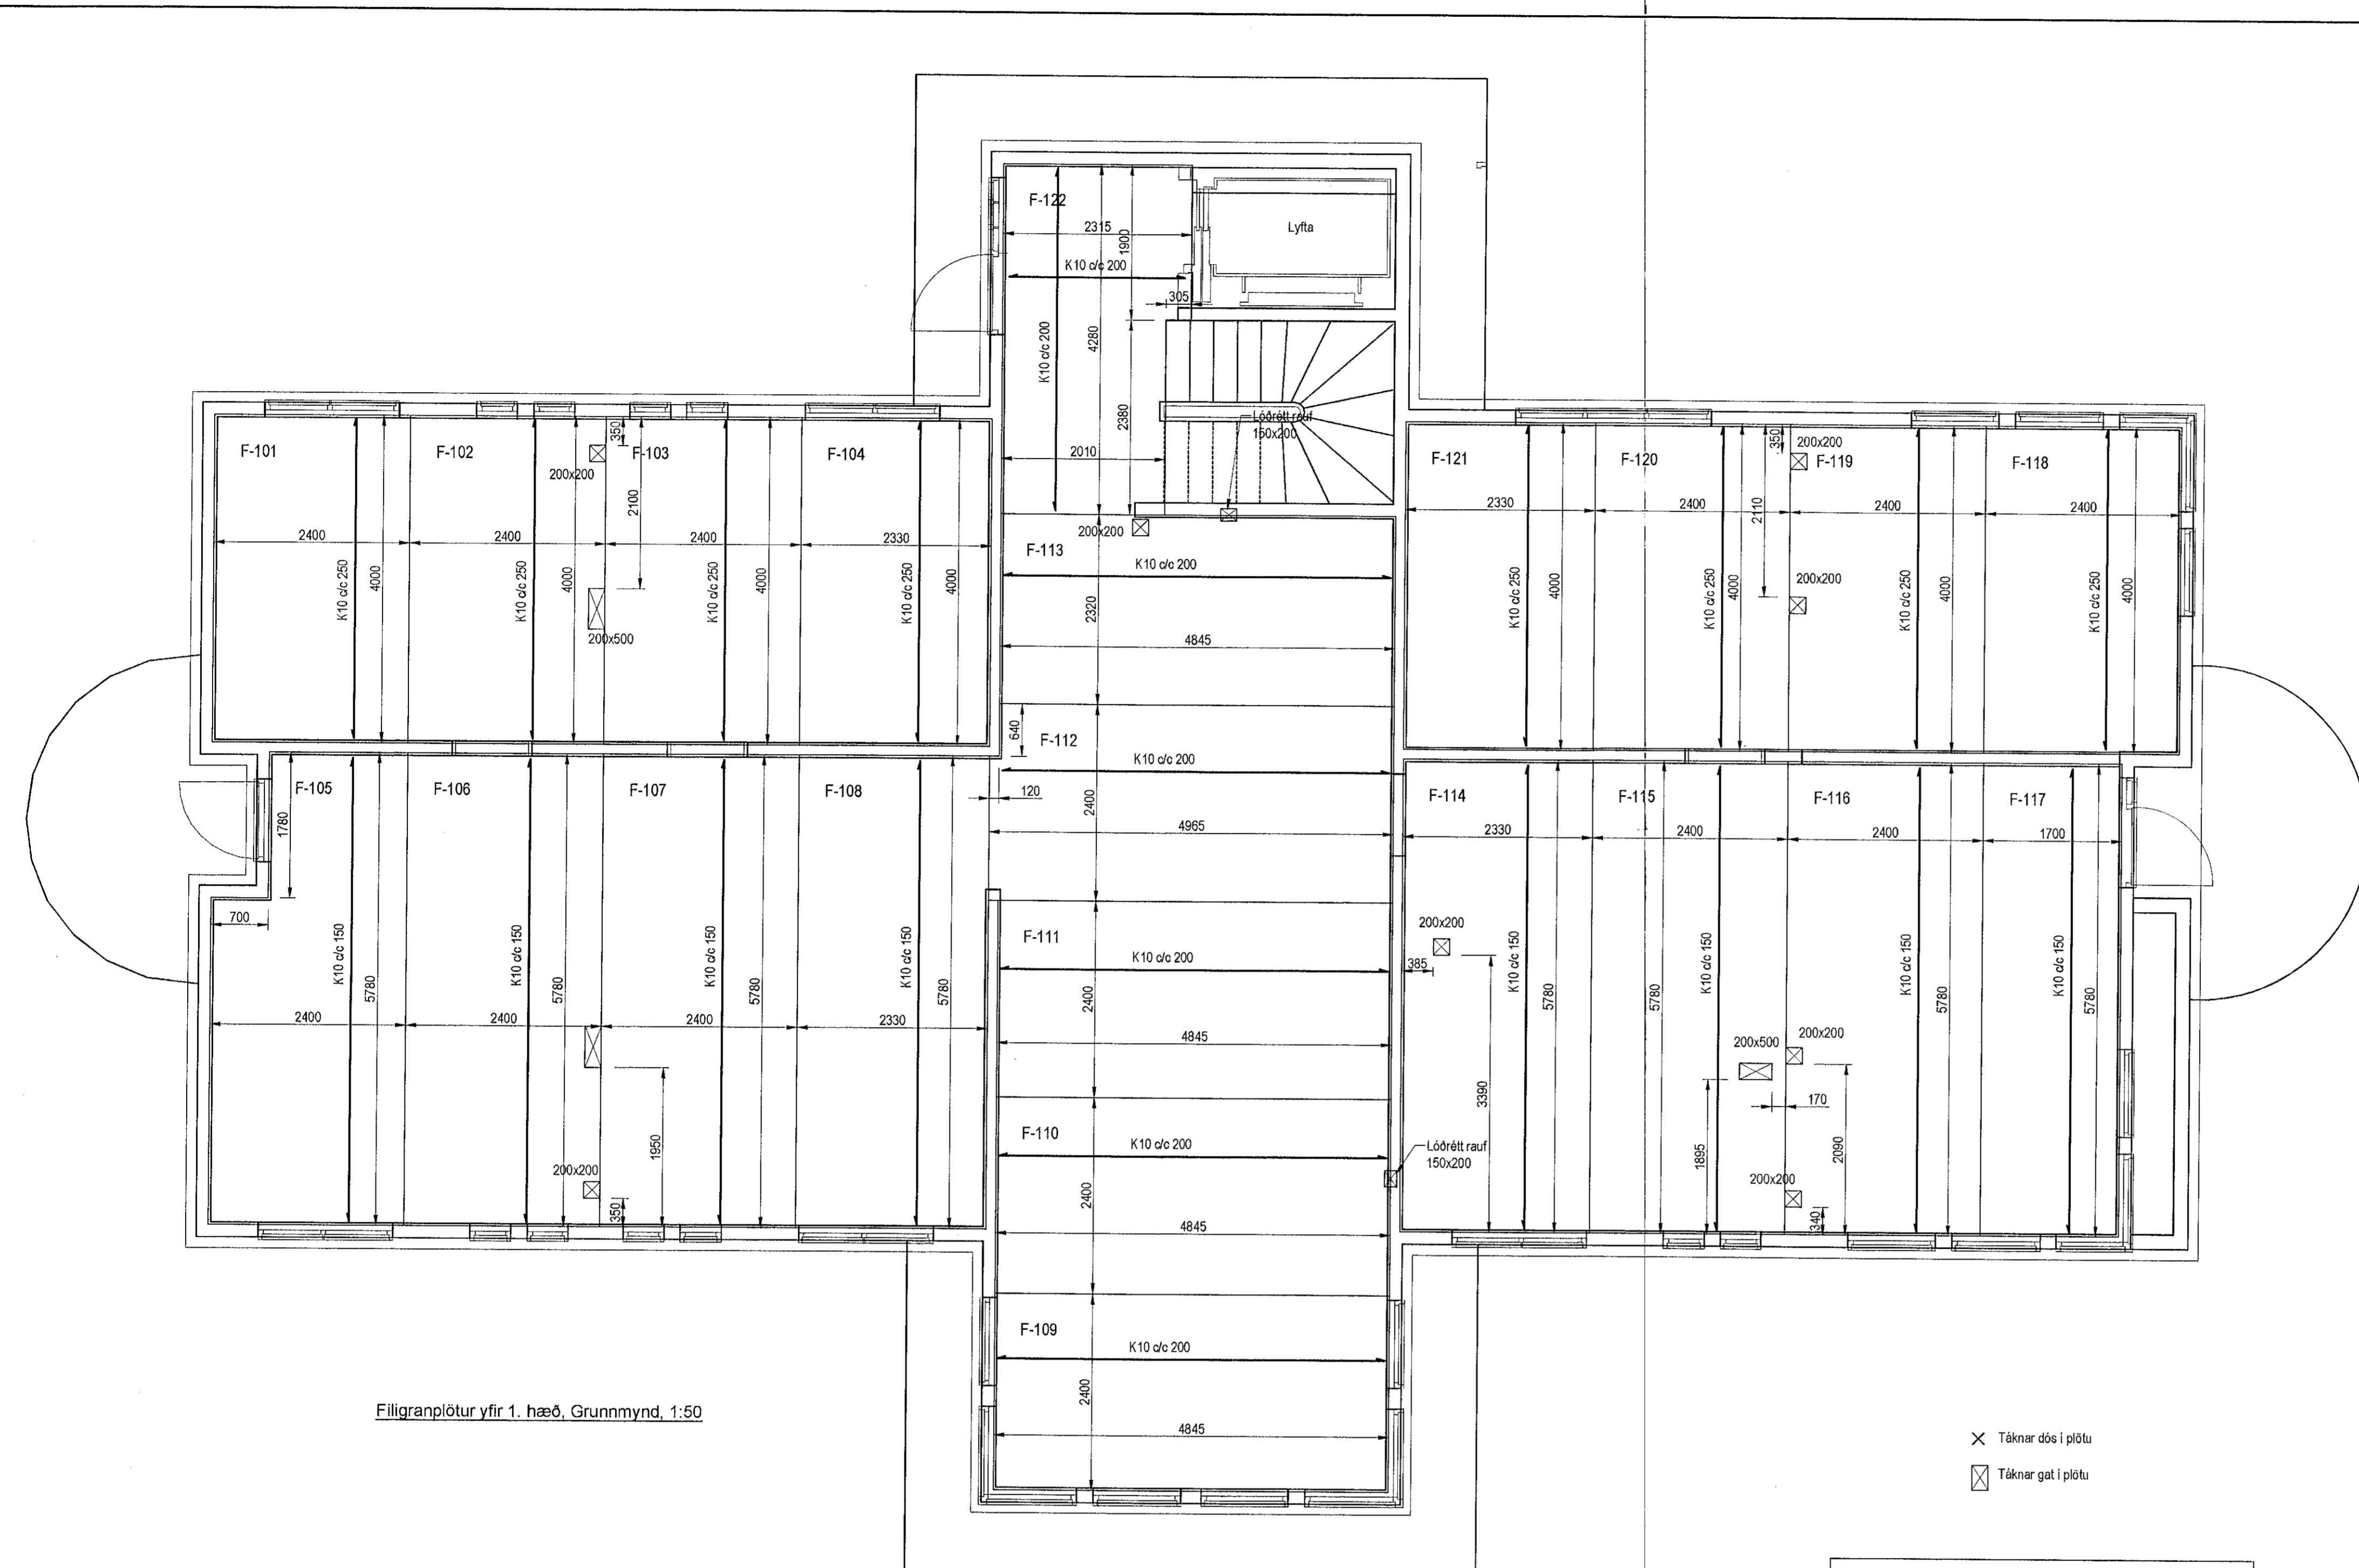 F-122
2315
1900
K10 c/c 200
305
Lyfta
K10 c/c 200
4280
2380
2010
Lóðrétt rauf
150x200
F-101
F-102
350
F-103
F-104
200x200
2100
2400
2400
2400
2330
K10 c/c 250
4000
K10 c/c 250
4000
K10 c/c 250
4000
K10 c/c 250
4000
200x500
200x200
F-113
K10 c/c 200
2320
4845
640
F-112
K10 c/c 200
120
2400
4965
F-121
F-120
350
200x200
F-119
F-118
2330
2400
2110
2400
2400
200x200
K10 c/c 250
4000
K10 c/c 250
4000
K10 c/c 250
4000
K10 c/c 250
4000
F-105
F-106
F-107
F-108
1780
700
K10 c/c 150
5780
K10 c/c 150
5780
K10 c/c 150
5780
K10 c/c 150
5780
2400
2400
2400
2330
1950
200x200
350
F-111
K10 c/c 200
2400
4845
F-110
K10 c/c 200
2400
4845
F-109
K10 c/c 200
2400
4845
F-114
F-115
F-116
F-117
2330
2400
2400
1700
200x200
385
K10 c/c 150
5780
5780
K10 c/c 150
K10 c/c 150
5780
K10 c/c 150
5780
3390
200x500
200x200
170
1895
2090
Lóðrétt rauf
150x200
200x200
340
Filigranplötur yfir 1. hæð, Grunnmynd, 1:50
Táknar dós í plötu
Táknar gat í plötu